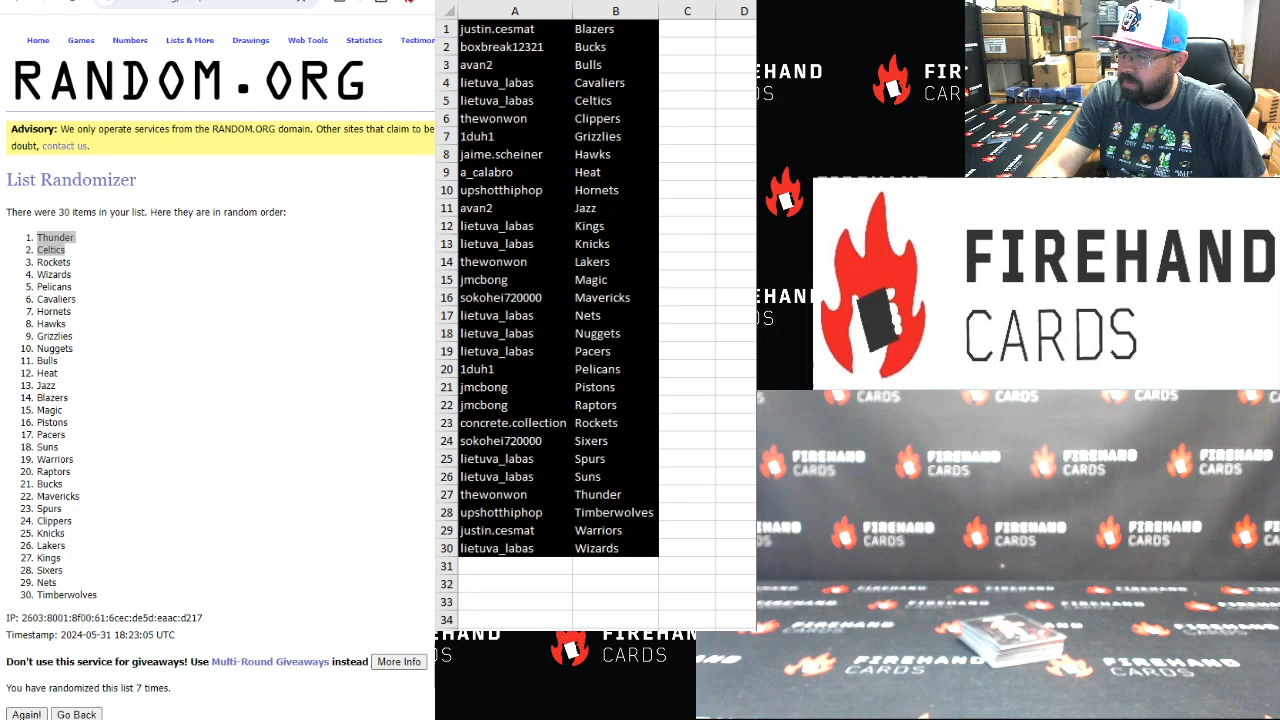 Home Games Numbers Lists & More Drawings Web Tools Statistics Testimon
RANDOM.ORG
Advisory: We only operate services from the RANDOM.ORG domain. Other sites that claim to be
doubt, contact us.
List Randomizer
There were 30 items in your list. Here they are in random order:
1. Thunder
2. Celtics
3. Rockets
4. Wizards
5. Pelicans
6. Cavaliers
7. Hornets
8. Hawks
9. Grizzlies
10. Nuggets
11. Bulls
12. Heat
13. Jazz
14. Blazers
15. Magic
16. Pistons
17. Pacers
18. Suns
19. Warriors
20. Raptors
21. Bucks
22. Mavericks
23. Spurs
24. Clippers
25. Knicks
26. Lakers
27. Kings
28. Sixers
29. Nets
30. Timberwolves
IP: 2603:8001:8f00:61:6cec:de5d:eaac:d217
Timestamp: 2024-05-31 18:23:05 UTC
Don't use this service for giveaways! Use Multi-Round Giveaways instead More Info
You have randomized this list 7 times.
Again! Go Back
A B C D
1 justin.cesmat Blazers
2 boxbreak12321 Bucks
3 avan2 Bulls
4 lietuva_labas Cavaliers
5 lietuva_labas Celtics
6 thewonwon Clippers
7 1duh1 Grizzlies
8 jaime.scheiner Hawks
9 a_calabro Heat
10 upshotthiphop Hornets
11 avan2 Jazz
12 lietuva_labas Kings
13 lietuva_labas Knicks
14 thewonwon Lakers
15 jmcbong Magic
16 sokohei720000 Mavericks
17 lietuva_labas Nets
18 lietuva_labas Nuggets
19 lietuva_labas Pacers
20 1duh1 Pelicans
21 jmcbong Pistons
22 jmcbong Raptors
23 concrete.collection Rockets
24 sokohei720000 Sixers
25 lietuva_labas Spurs
26 lietuva_labas Suns
27 thewonwon Thunder
28 upshotthiphop Timberwolves
29 justin.cesmat Warriors
30 lietuva_labas Wizards
31
32
33
34
FIREHAND
CARDS
FIREHAND
CARDS
FIREHAND
CARDS
FIREHAND
CARDS
FIREHAND
CARDS
FIREHAND
CARDS